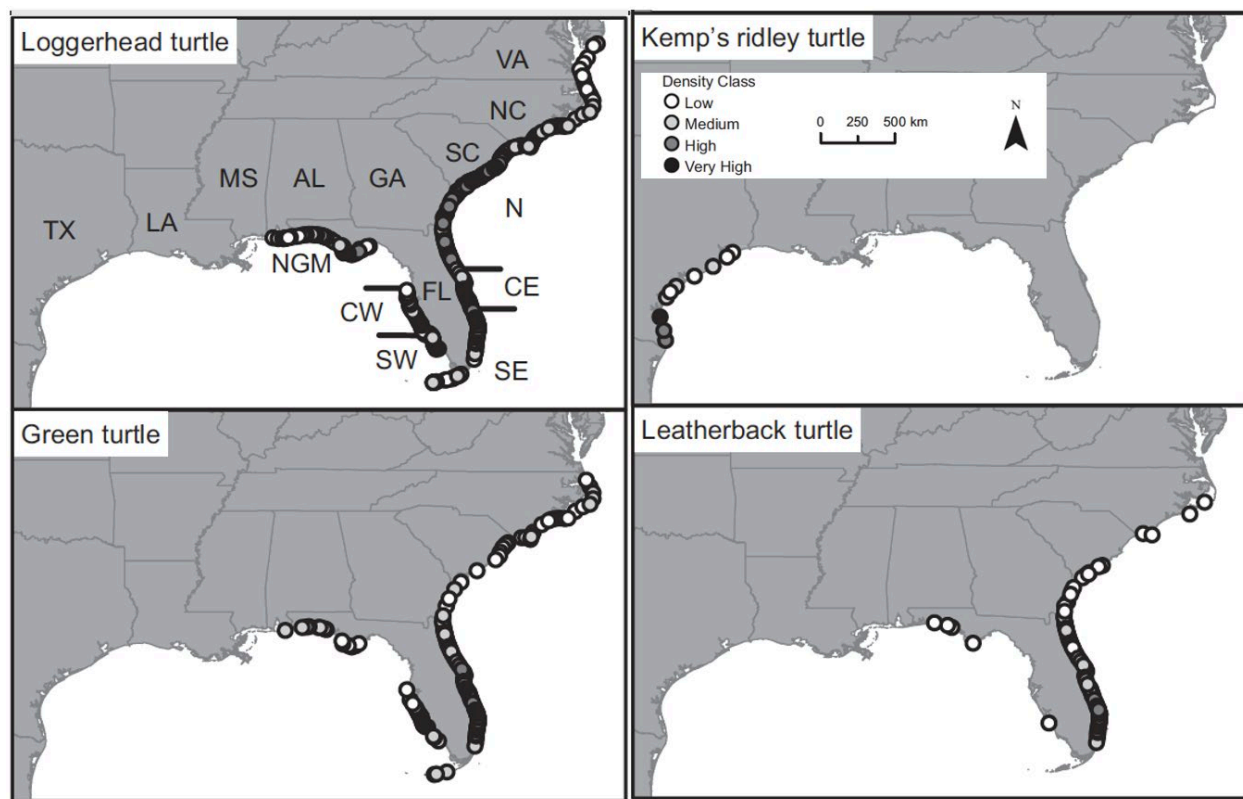 Loggerhead turtle
VA
NC
SC
MS
AL
GA
TX
LA
N
NGM
FL
CE
CW
SW
SE
Kemp's ridley turtle
Density Class
Low
Medium
High
Very High
0 250 500 km
N
Green turtle
Leatherback turtle